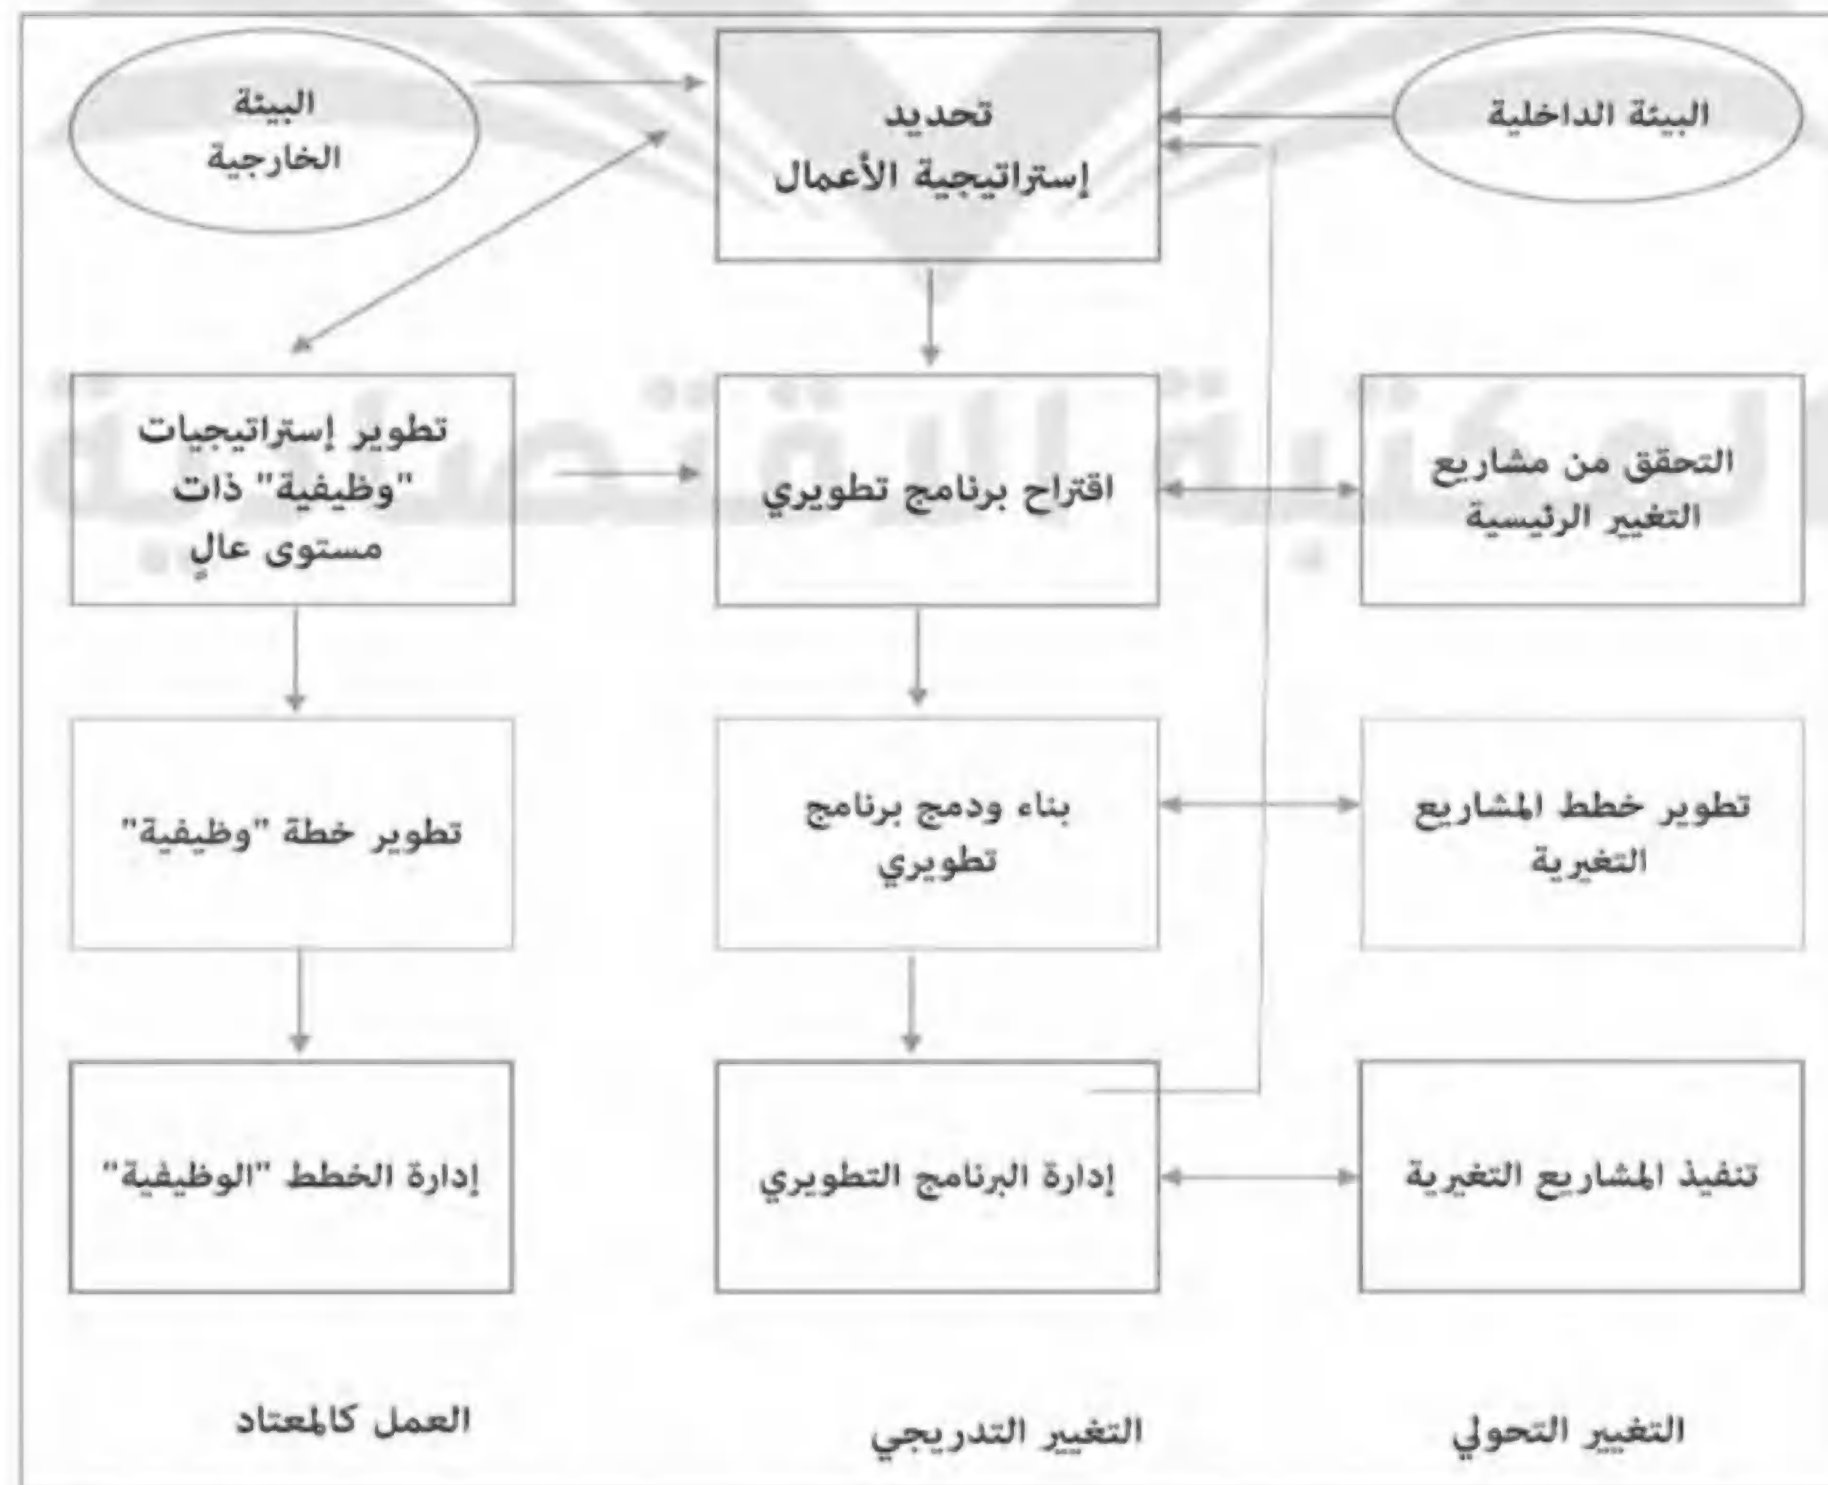 البيئة الداخلية
تحديد
إستراتيجية الأعمال
البيئة
الخارجية
التحقق من مشاريع
التغيير الرئيسية
اقتراح برنامج تطويري
تطوير إستراتيجيات
"وظيفية" ذات
مستوى عالٍ
تطوير خطط المشاريع
التغيرية
بناء ودمج برنامج
تطويري
تطوير خطة "وظيفية"
تنفيذ المشاريع التغيرية
إدارة البرنامج التطويري
إدارة الخطط "الوظيفية"
التغيير التحولي
التغيير التدريجي
العمل كالمعتاد